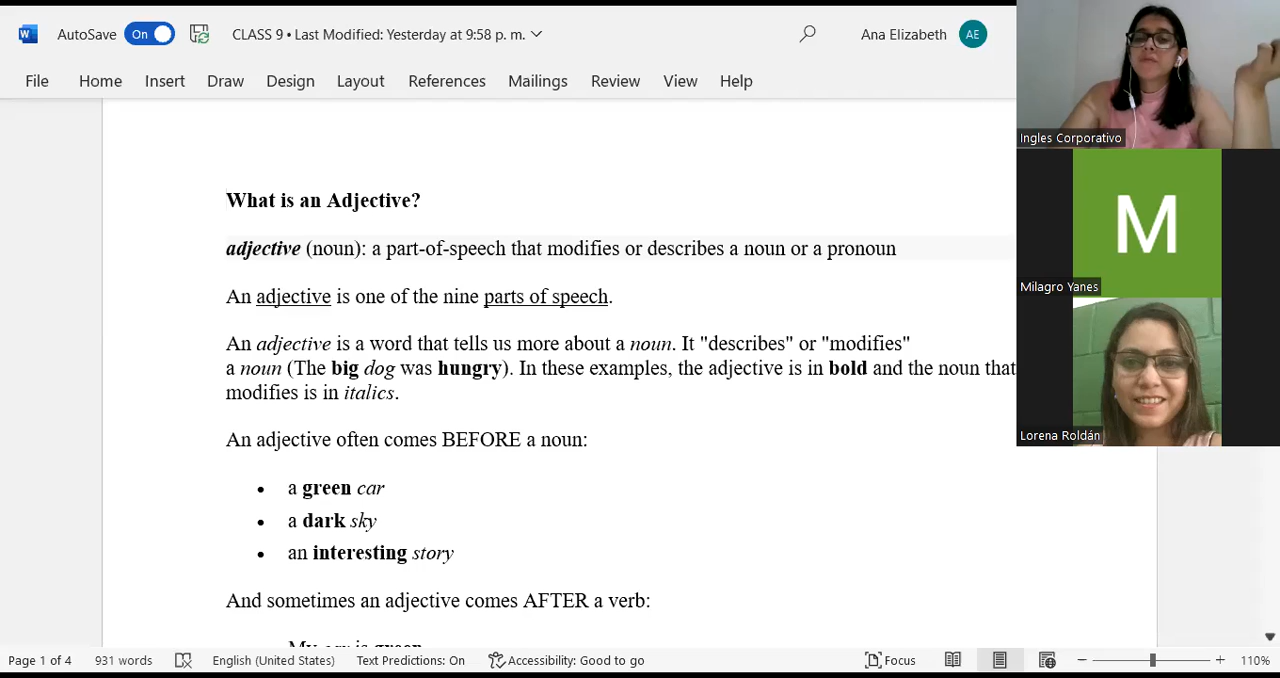 AutoSave On CLASS 9 • Last Modified: Yesterday at 9:58 p. m. Ana Elizabeth AE
File Home Insert Draw Design Layout References Mailings Review View Help
Ingles Corporativo
M
Milagro Yanes
Lorena Roldán
What is an Adjective?
adjective (noun): a part-of-speech that modifies or describes a noun or a pronoun
An adjective is one of the nine parts of speech.
An adjective is a word that tells us more about a noun. It "describes" or "modifies"
a noun (The big dog was hungry). In these examples, the adjective is in bold and the noun that
modifies is in italics.
An adjective often comes BEFORE a noun:
• a green car
• a dark sky
• an interesting story
And sometimes an adjective comes AFTER a verb:
My car is green
Page 1 of 4 931 words English (United States) Text Predictions: On Accessibility: Good to go Focus 110%